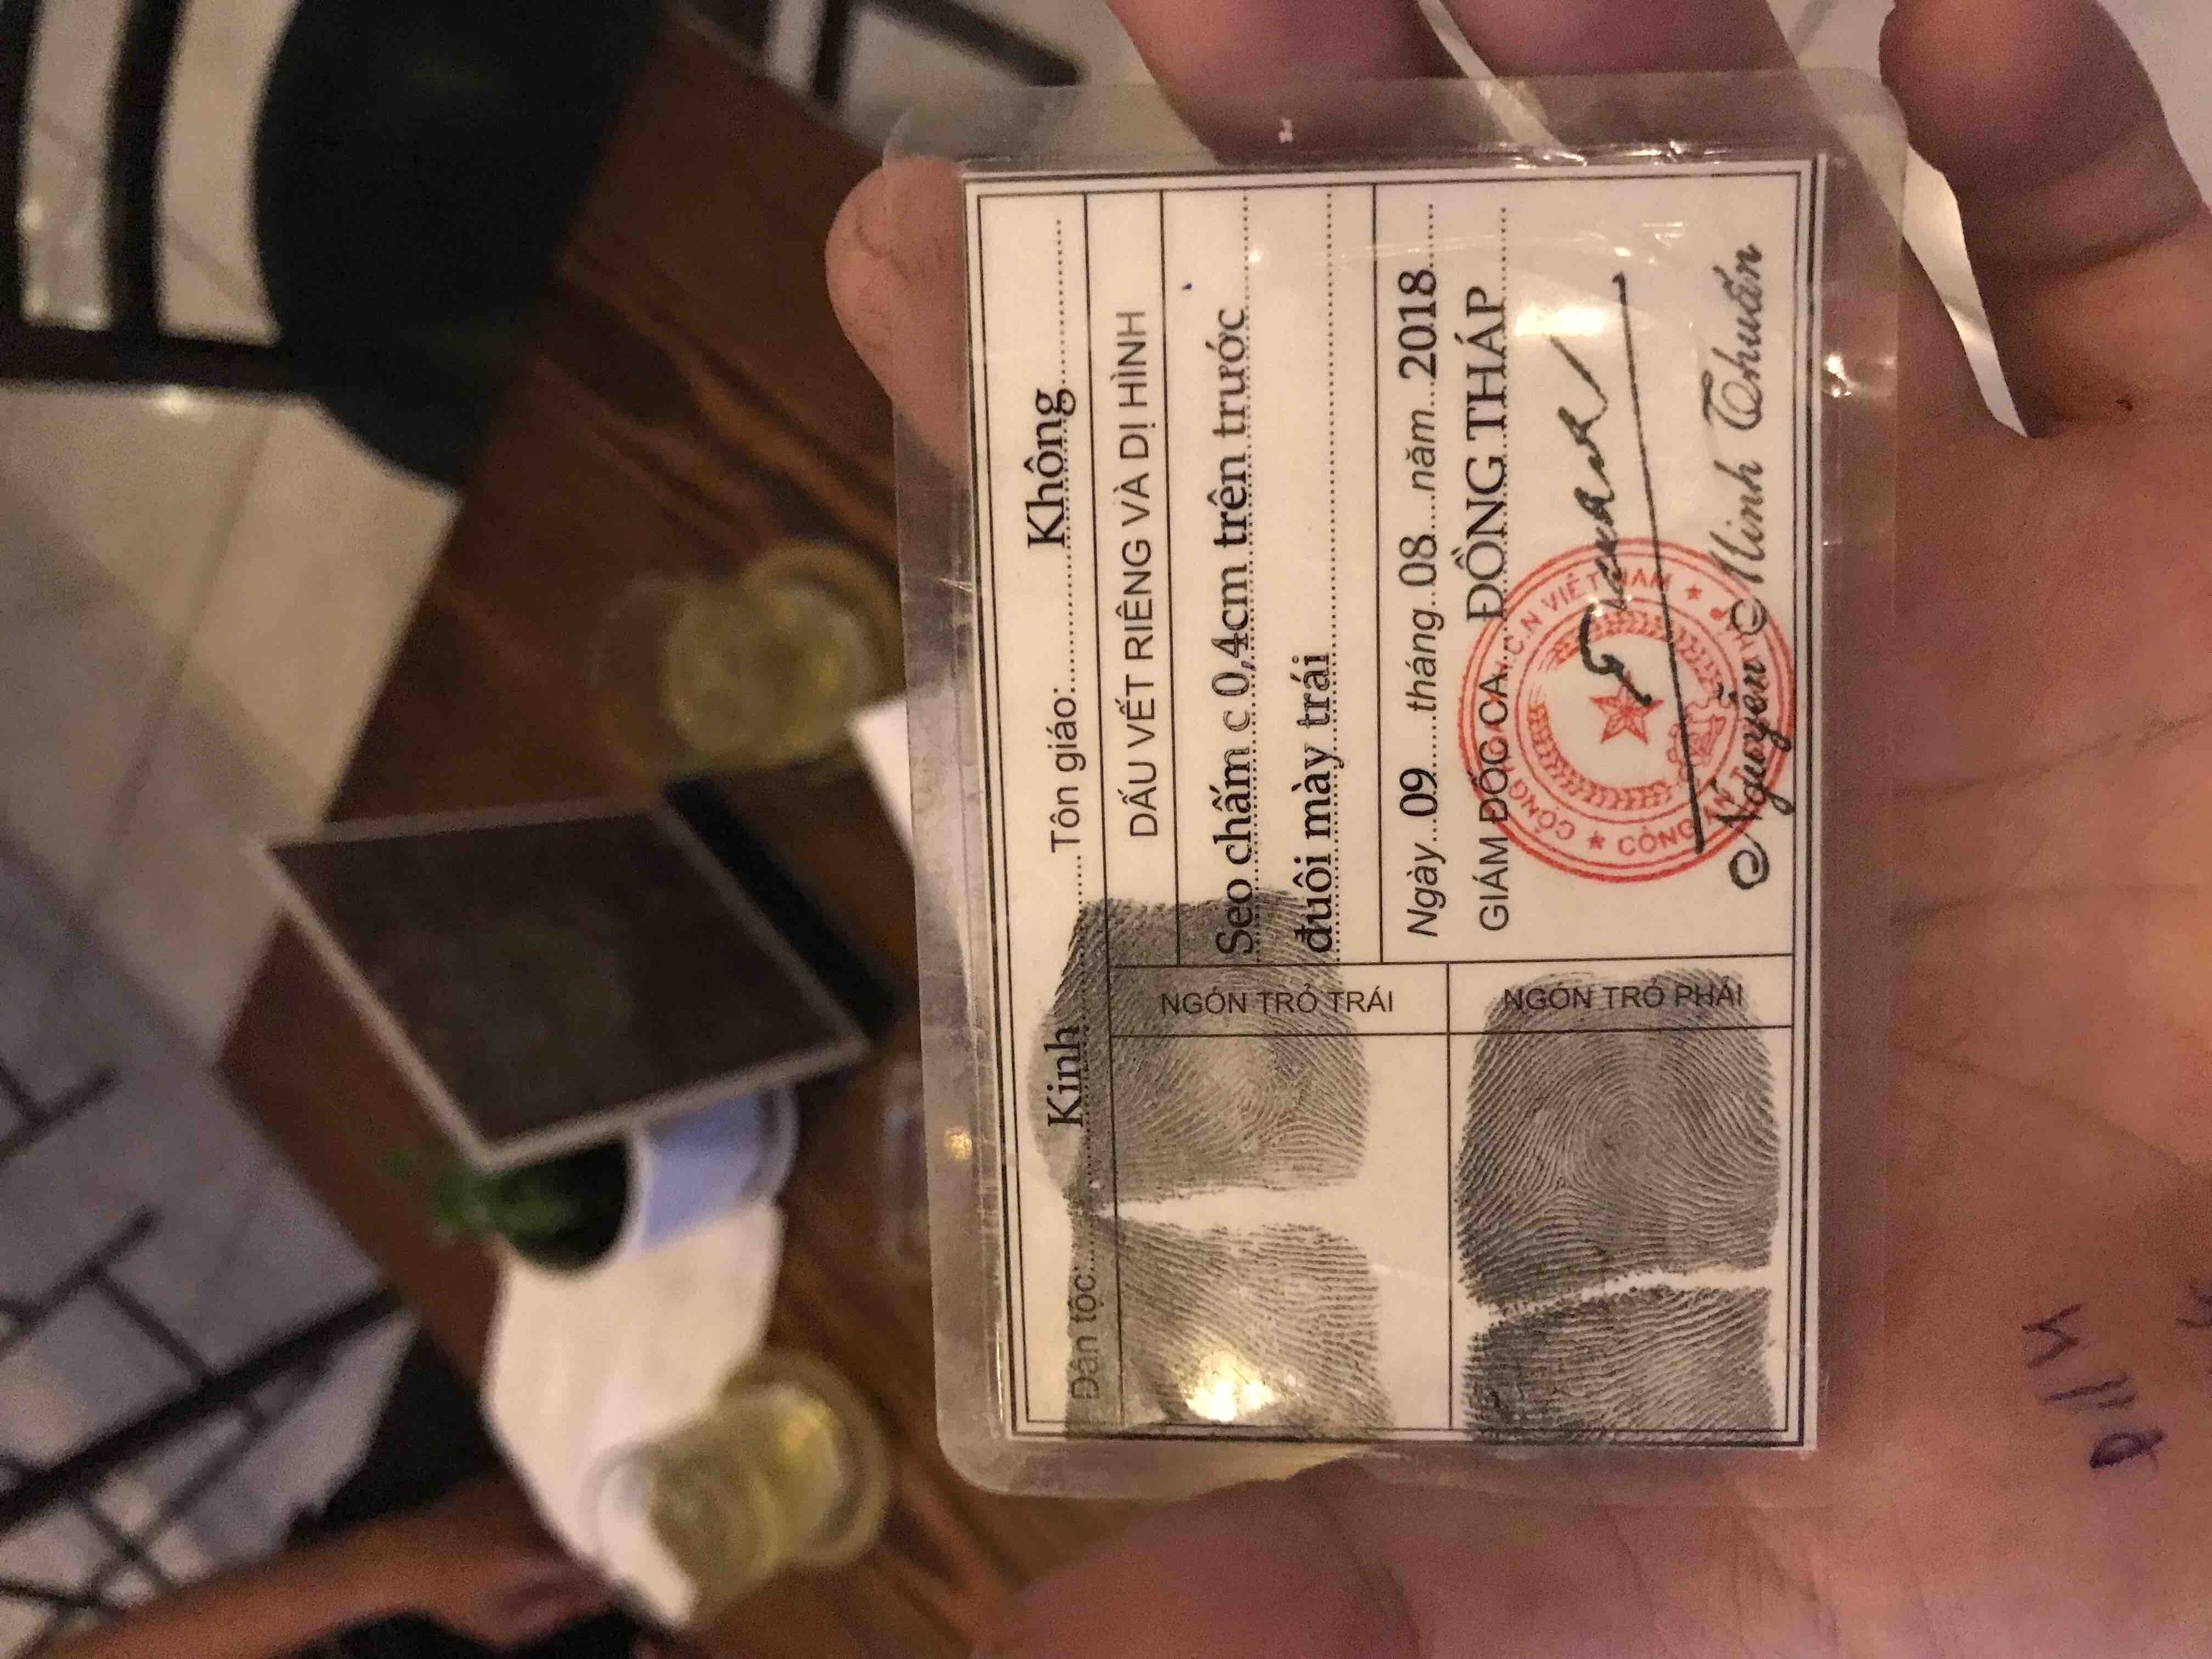 Dân tộc: Kinh Tôn giáo: Không
DẤU VẾT RIÊNG VÀ DỊ HÌNH
Seo chấm c 0,4cm trên trước
đuôi mày trái
NGÓN TRỎ TRÁI
NGÓN TRỎ PHẢI
Ngày 09 tháng 08 năm 2018
GIÁM ĐỐC CA ĐỒNG THÁP
Nguyễn Minh Thuấn